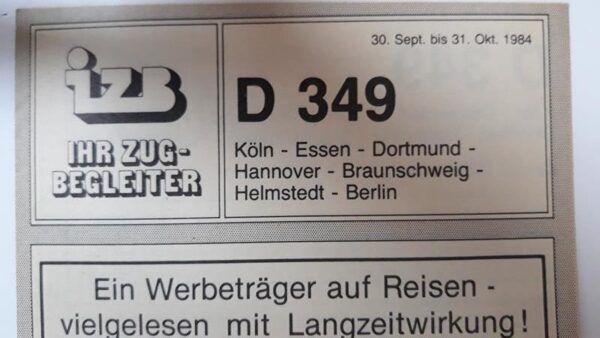 30. Sept. bis 31. Okt. 1984
izb
IHR ZUG-
BEGLEITER
D 349
Köln - Essen - Dortmund -
Hannover - Braunschweig -
Helmstedt - Berlin
Ein Werbeträger auf Reisen -
vielgelesen mit Langzeitwirkung!